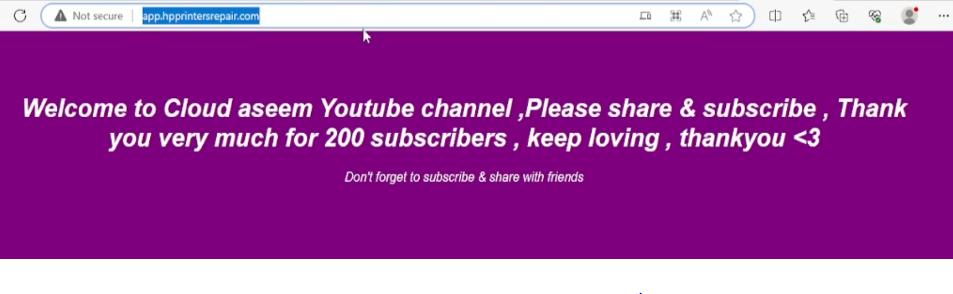 Not secure
app.hpprintersrepair.com
Welcome to Cloud aseem Youtube channel ,Please share & subscribe , Thank
you very much for 200 subscribers , keep loving , thankyou <3
Don't forget to subscribe & share with friends